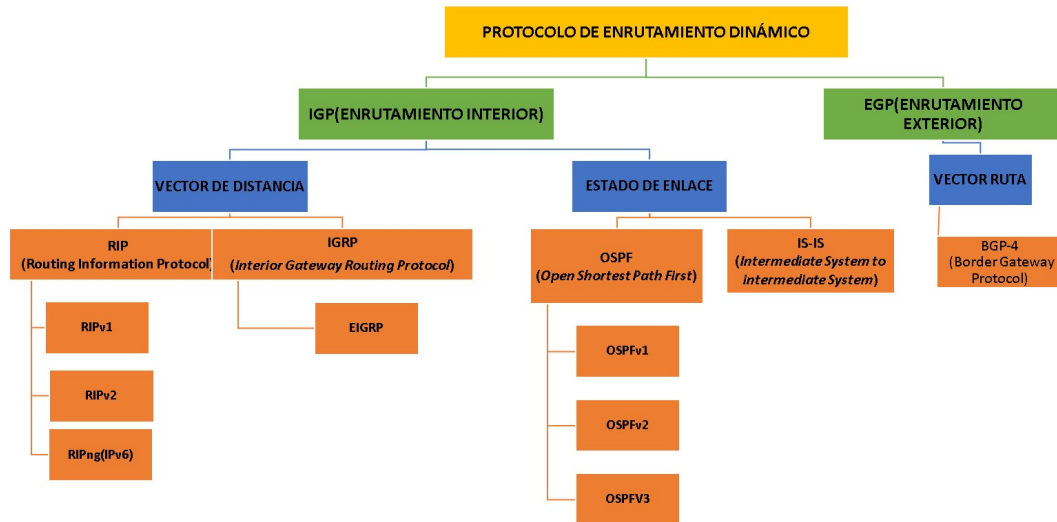 PROTOCOLO DE ENRUTAMIENTO DINÁMICO
IGP(ENRUTAMIENTO INTERIOR)
EGP(ENRUTAMIENTO
EXTERIOR)
VECTOR DE DISTANCIA
ESTADO DE ENLACE
VECTOR RUTA
RIP
(Routing Information Protocol)
IGRP
(Interior Gateway Routing Protocol)
OSPF
(Open Shortest Path First)
IS-IS
(Intermediate System to
intermediate System)
BGP-4
(Border Gateway
Protocol)
RIPv1
RIPv2
RIPng(IPv6)
EIGRP
OSPFv1
OSPFv2
OSPFV3